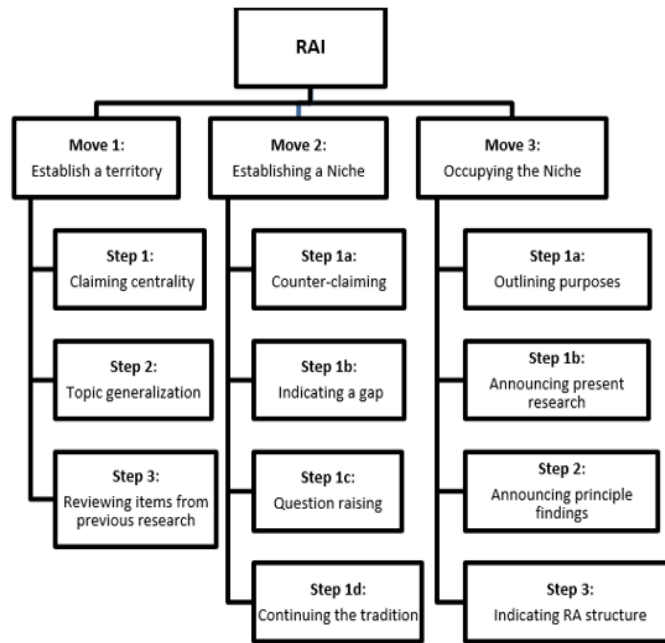 RAI
Move 1:
Establish a territory
Step 1:
Claiming centrality
Step 2:
Topic generalization
Step 3:
Reviewing items from
previous research
Move 2:
Establishing a Niche
Step 1a:
Counter-claiming
Step 1b:
Indicating a gap
Step 1c:
Question raising
Step 1d:
Continuing the tradition
Move 3:
Occupying the Niche
Step 1a:
Outlining purposes
Step 1b:
Announcing present
research
Step 2:
Announcing principle
findings
Step 3:
Indicating RA structure